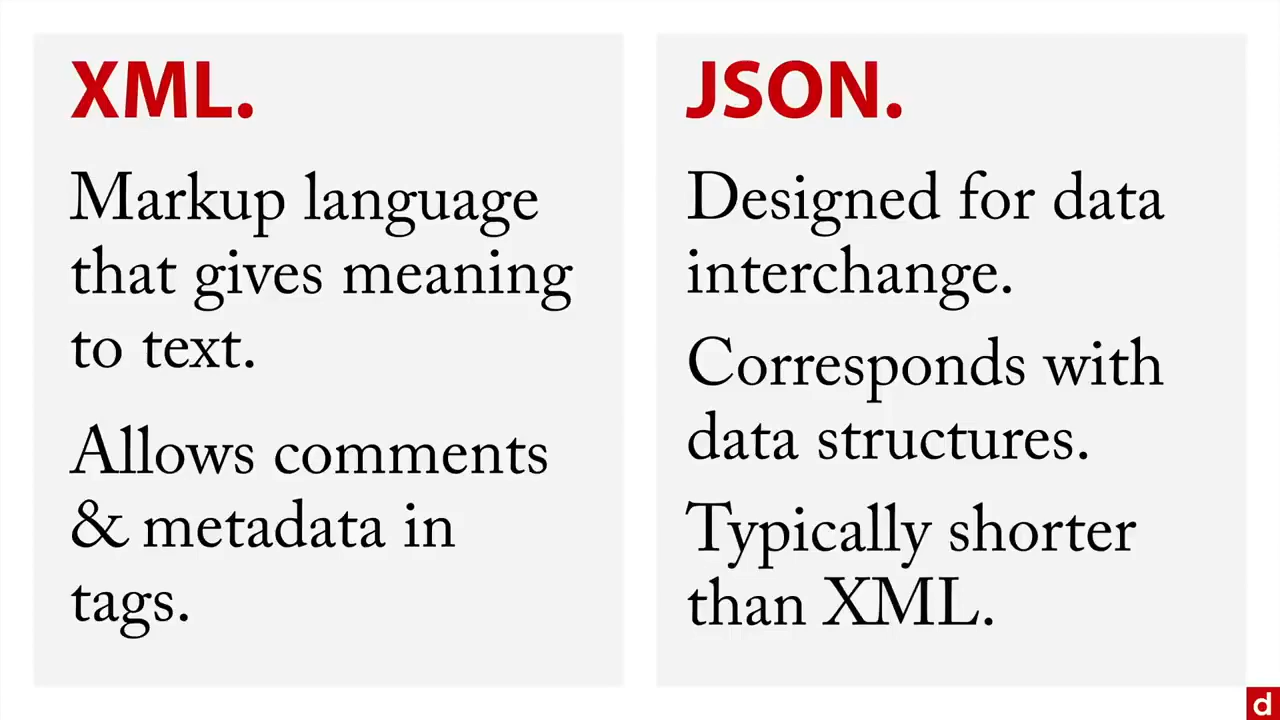 XML.
Markup language
that gives meaning
to text.
Allows comments
& metadata in
tags.
JSON.
Designed for data
interchange.
Corresponds with
data structures.
Typically shorter
than XML.
d